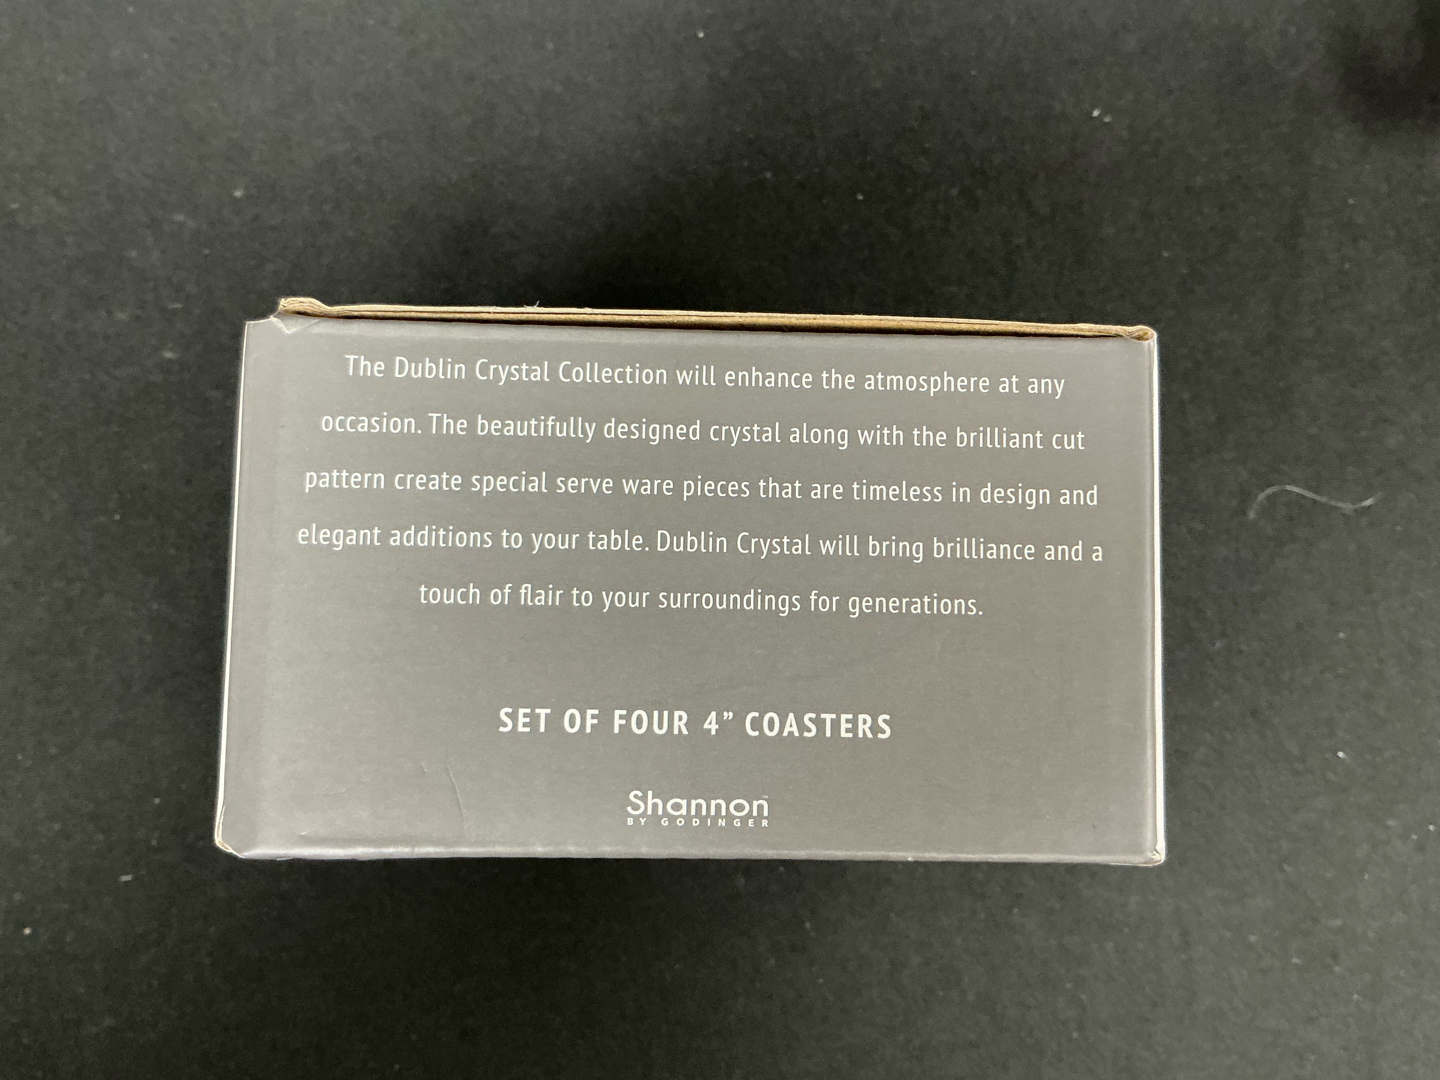 The Dublin Crystal Collection will enhance the atmosphere at any
occasion. The beautifully designed crystal along with the brilliant cut
pattern create special serve ware pieces that are timeless in design and
elegant additions to your table. Dublin Crystal will bring brilliance and a
touch of flair to your surroundings for generations.
SET OF FOUR 4” COASTERS
Shannon™
BY GODINGER